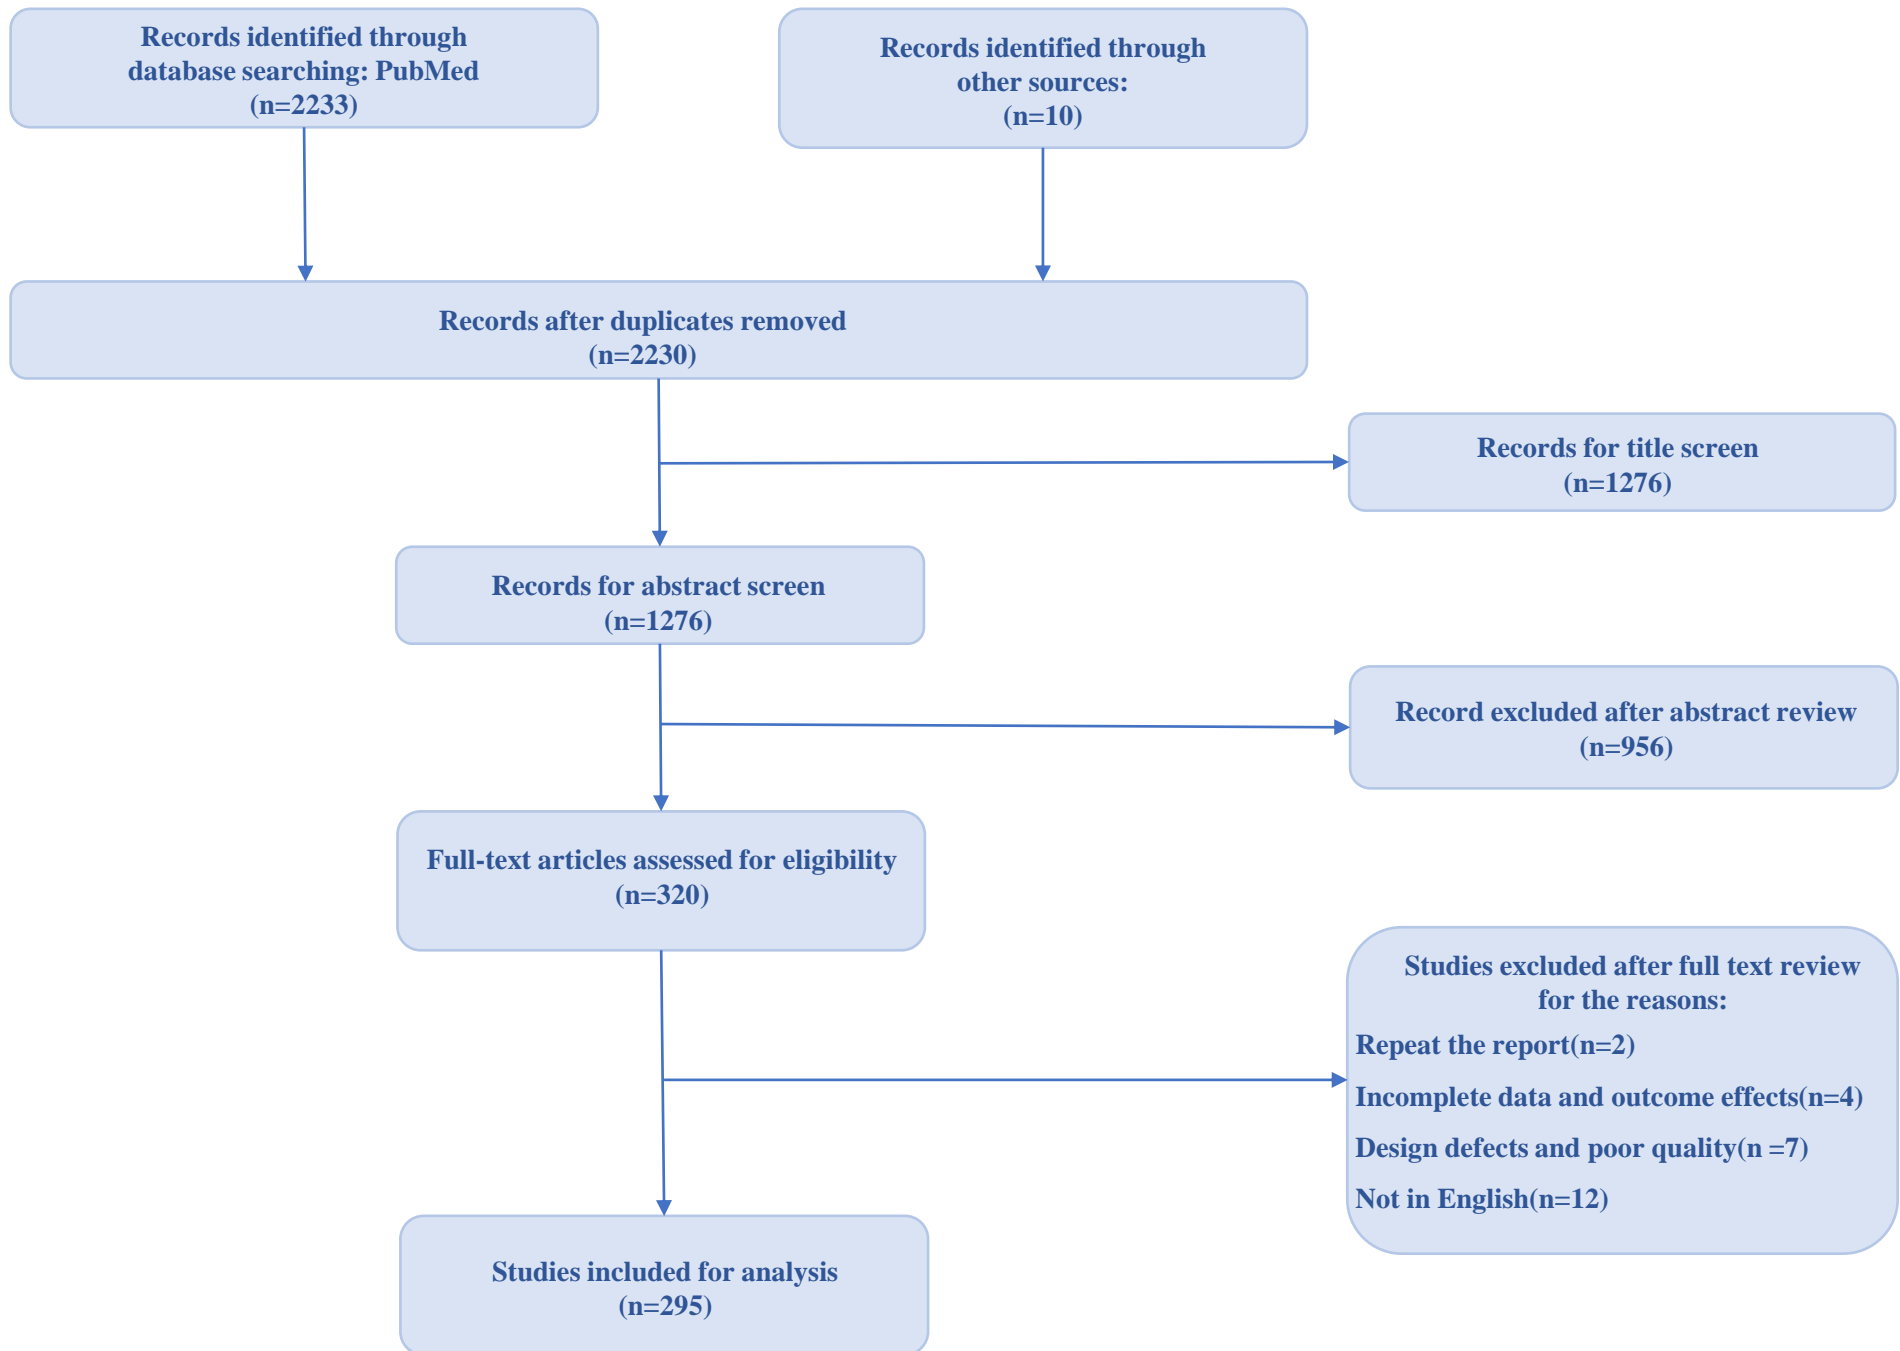 Records identified through
database searching: PubMed
(n=2233)
Records identified through
other sources:
(n=10)
Records after duplicates removed
(n=2230)
Records for title screen
(n=1276)
Records for abstract screen
(n=1276)
Record excluded after abstract review
(n=956)
Full-text articles assessed for eligibility
(n=320)
Studies excluded after full text review
for the reasons:
Repeat the report(n=2)
Incomplete data and outcome effects(n=4)
Design defects and poor quality(n =7)
Not in English(n=12)
Studies included for analysis
(n=295)